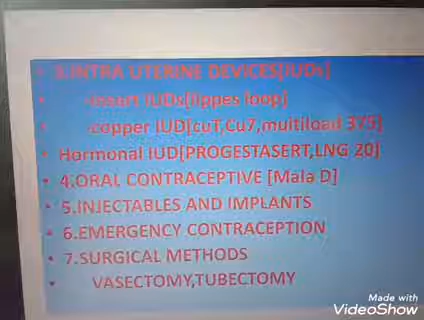 3.INTRA UTERINE DEVICES[IUDs]
-insart IUDs[lippes loop]
-copper IUD[cuT,Cu7,multiload 375]
Hormonal IUD[PROGESTASERT,LNG 20]
4.ORAL CONTRACEPTIVE [Mala D]
5.INJECTABLES AND IMPLANTS
6.EMERGENCY CONTRACEPTION
7.SURGICAL METHODS
VASECTOMY,TUBECTOMY
Made with
VideoShow